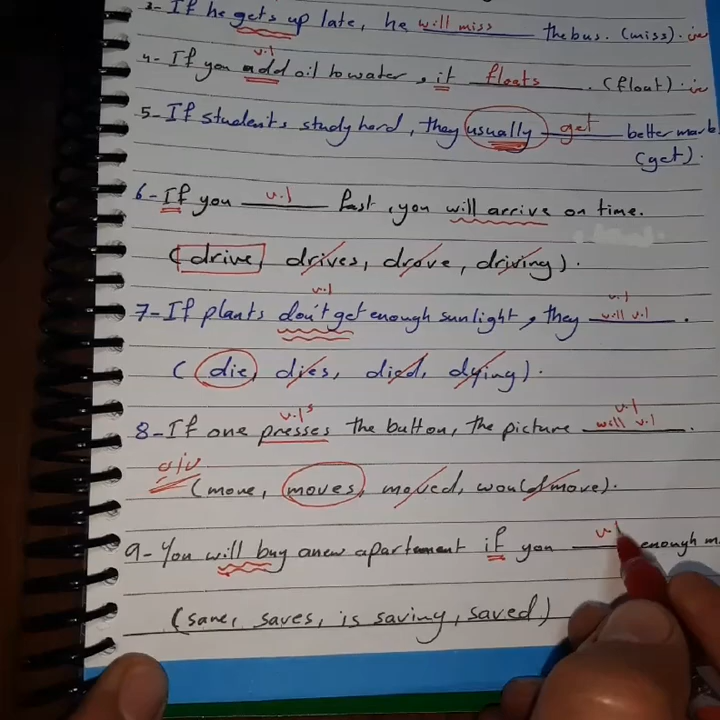 3- If he gets up late, he will miss the bus. (miss).
v.1
4- If you add oil to water, it floats. (float).
5- If students study hard, they usually get better mark
(get).
6- If you v.1 fast, you will arrive on time.
(drive, drives, drove, driving).
v.1 v.1
7- If plants don't get enough sunlight, they will v.1.
(die, dies, died, dying).
v.1s v.1
8- If one presses the button, the picture will v.1.
(move, moves, moved, would move).
9- You will buy a new apartement if you v.1 enough m
(save, saves, is saving, saved)